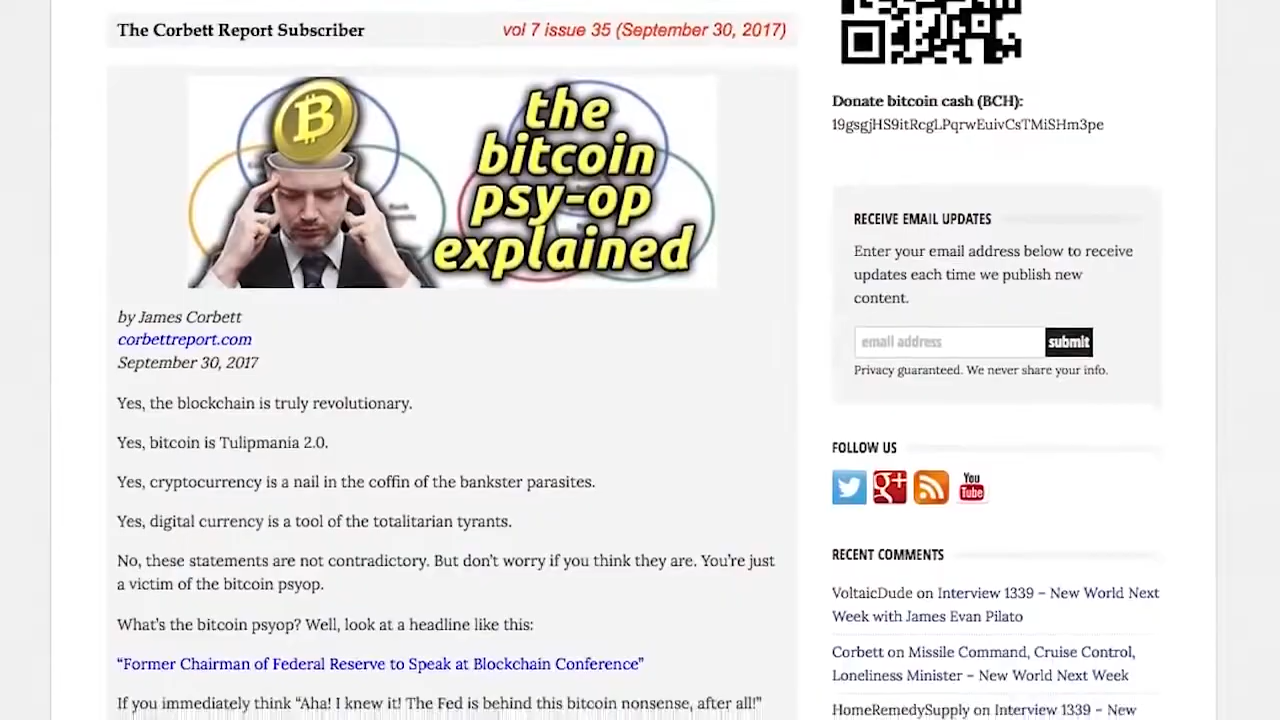 The Corbett Report Subscriber
vol 7 issue 35 (September 30, 2017)
the
bitcoin
psy-op
explained
by James Corbett
corbettreport.com
September 30, 2017
Yes, the blockchain is truly revolutionary.
Yes, bitcoin is Tulipmania 2.0.
Yes, cryptocurrency is a nail in the coffin of the bankster parasites.
Yes, digital currency is a tool of the totalitarian tyrants.
No, these statements are not contradictory. But don't worry if you think they are. You're just
a victim of the bitcoin psyop.
What's the bitcoin psyop? Well, look at a headline like this:
“Former Chairman of Federal Reserve to Speak at Blockchain Conference”
If you immediately think “Aha! I knew it! The Fed is behind this bitcoin nonsense, after all!”
Donate bitcoin cash (BCH):
19gsgjHS9itRcgLPqrwEuivCsTMiSHm3pe
RECEIVE EMAIL UPDATES
Enter your email address below to receive
updates each time we publish new
content.
email address
submit
Privacy guaranteed. We never share your info.
FOLLOW US
g+
You
Tube
RECENT COMMENTS
VoltaicDude on Interview 1339 – New World Next
Week with James Evan Pilato
Corbett on Missile Command, Cruise Control,
Loneliness Minister – New World Next Week
HomeRemedySupply on Interview 1339 – New